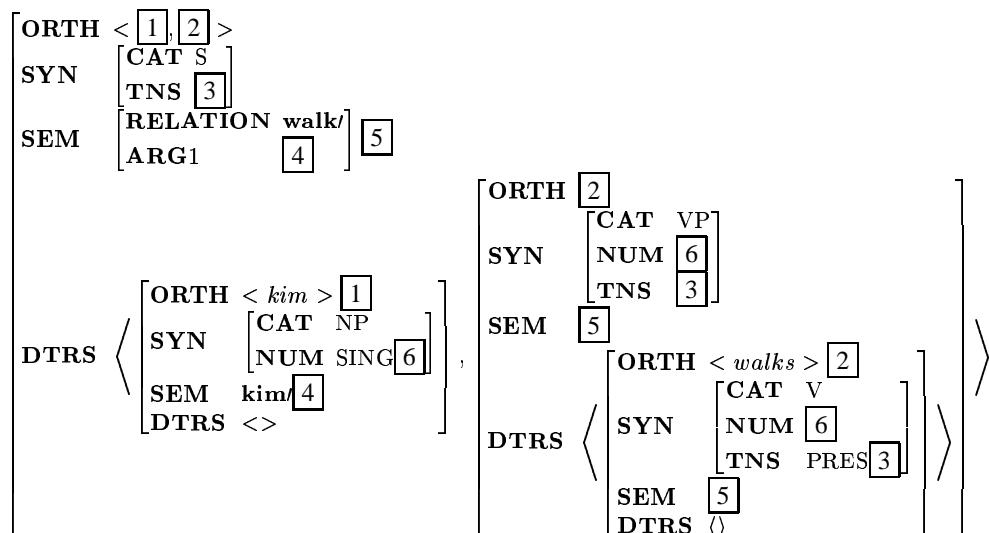 ORTH < 1, 2 >
SYN CAT S
TNS 3
SEM RELATION walk/ 5
ARG1 4
DTRS
ORTH < kim > 1
SYN CAT NP
NUM SING 6
SEM kim/ 4
DTRS <>
,
ORTH 2
SYN CAT VP
NUM 6
TNS 3
SEM 5
DTRS
ORTH < walks > 2
SYN CAT V
NUM 6
TNS PRES 3
SEM 5
DTRS ⟨⟩